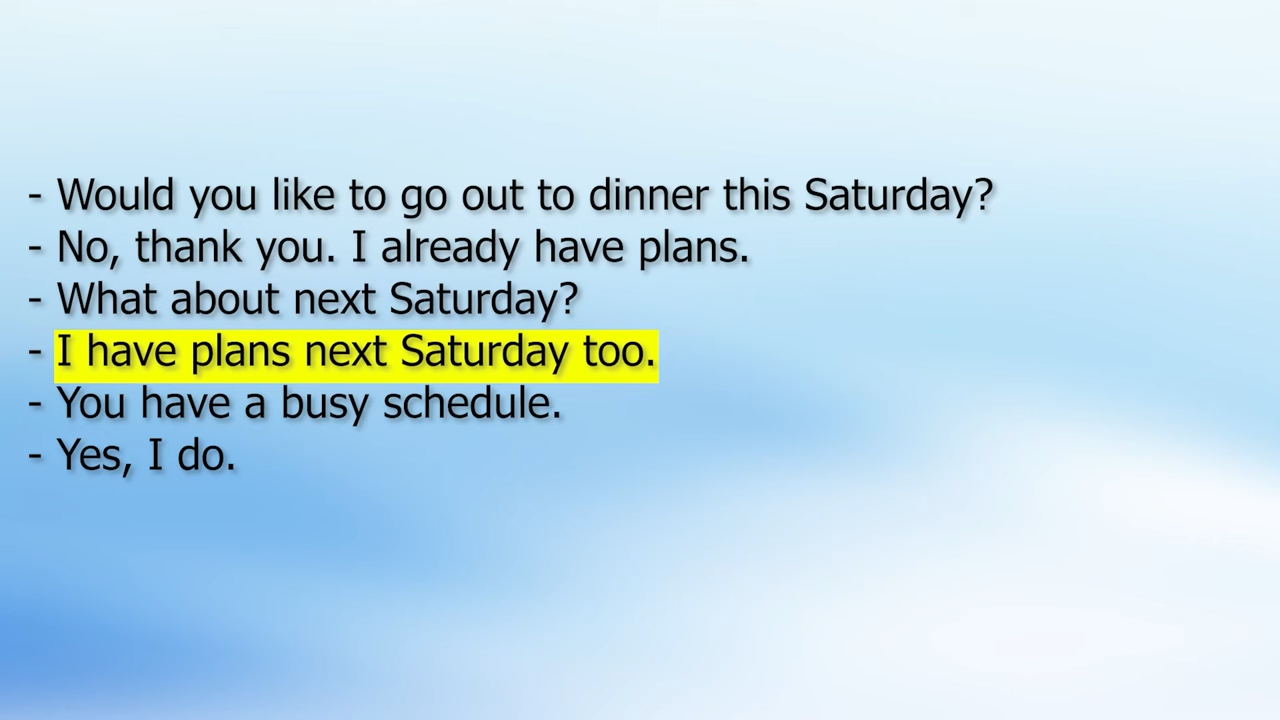 - Would you like to go out to dinner this Saturday?
- No, thank you. I already have plans.
- What about next Saturday?
- I have plans next Saturday too.
- You have a busy schedule.
- Yes, I do.